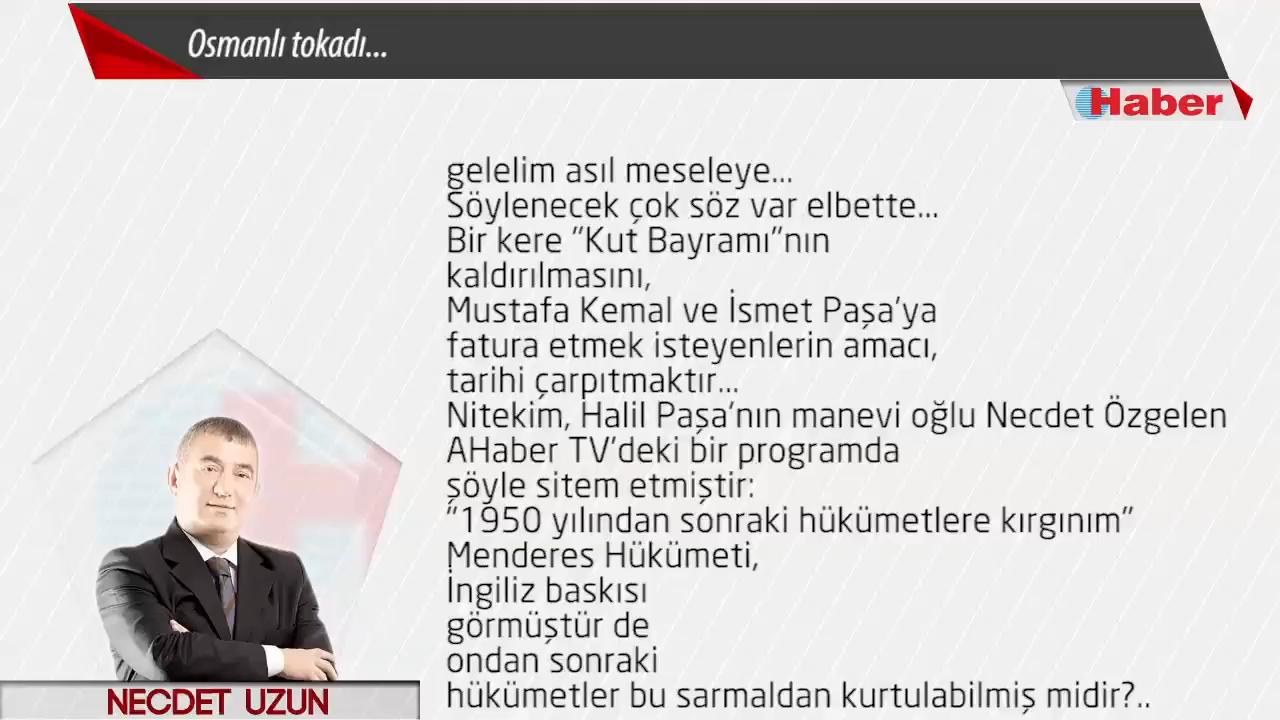 Osmanlı tokadı...
Haber
gelelim asıl meseleye...
Söylenecek çok söz var elbette...
Bir kere "Kut Bayramı"nın
kaldırılmasını,
Mustafa Kemal ve İsmet Paşa'ya
fatura etmek isteyenlerin amacı,
tarihi çarpıtmaktır...
Nitekim, Halil Paşa'nın manevi oğlu Necdet Özgelen
AHaber TV'deki bir programda
şöyle sitem etmiştir:
"1950 yılından sonraki hükümetlere kırgınım"
Menderes Hükümeti,
İngiliz baskısı
görmüştür de
ondan sonraki
hükümetler bu sarmaldan kurtulabilmiş midir?..
NECDET UZUN